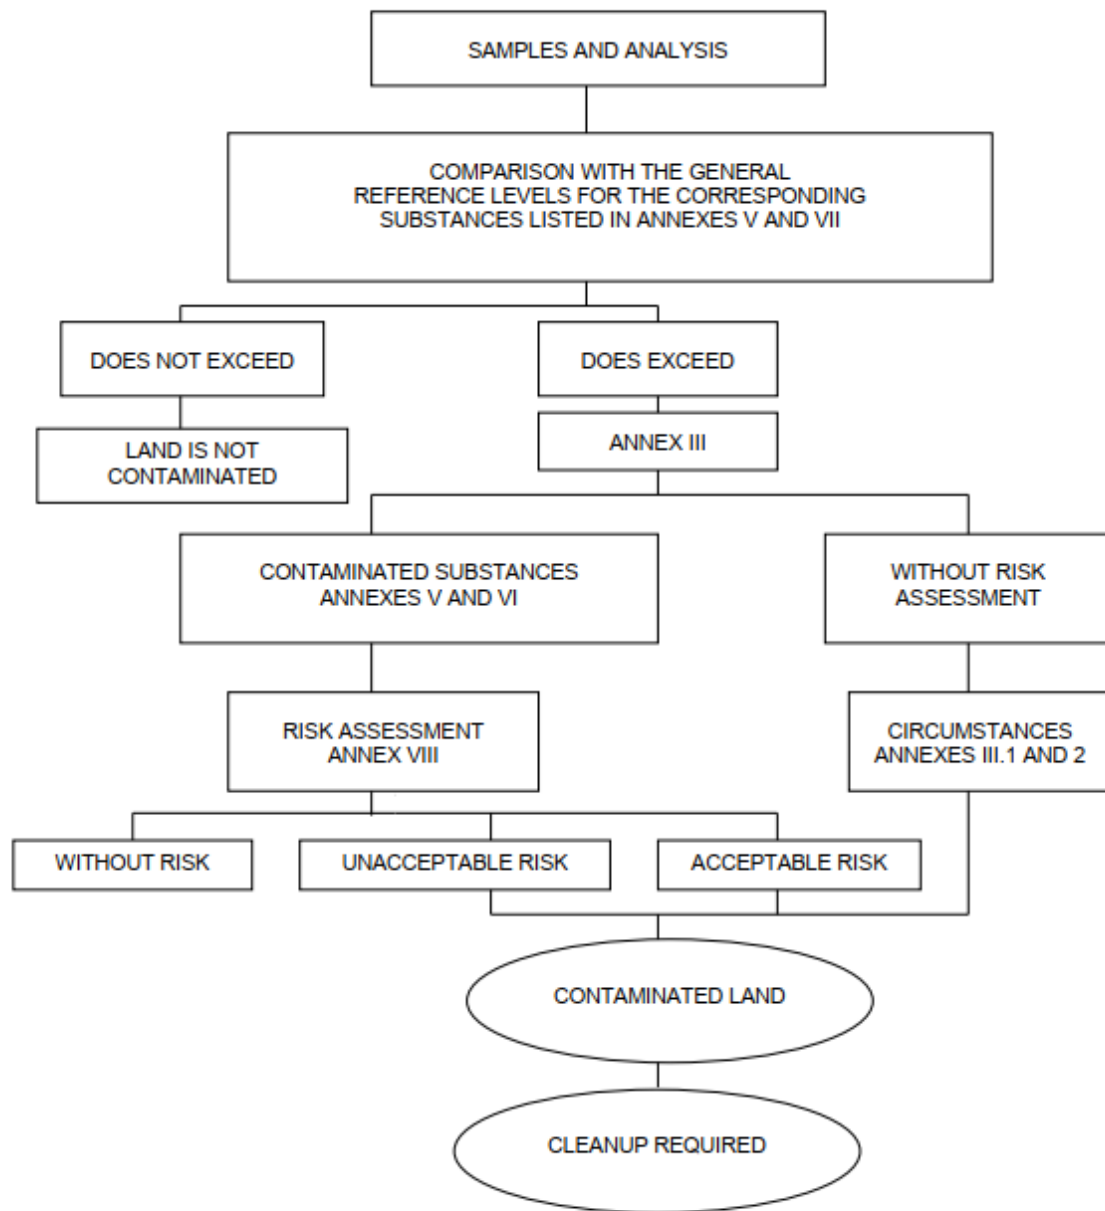 SAMPLES AND ANALYSIS
COMPARISON WITH THE GENERAL
REFERENCE LEVELS FOR THE CORRESPONDING
SUBSTANCES LISTED IN ANNEXES V AND VII
DOES NOT EXCEED
DOES EXCEED
LAND IS NOT
CONTAMINATED
ANNEX III
CONTAMINATED SUBSTANCES
ANNEXES V AND VI
WITHOUT RISK
ASSESSMENT
RISK ASSESSMENT
ANNEX VIII
CIRCUMSTANCES
ANNEXES III.1 AND 2
WITHOUT RISK
UNACCEPTABLE RISK
ACCEPTABLE RISK
CONTAMINATED LAND
CLEANUP REQUIRED